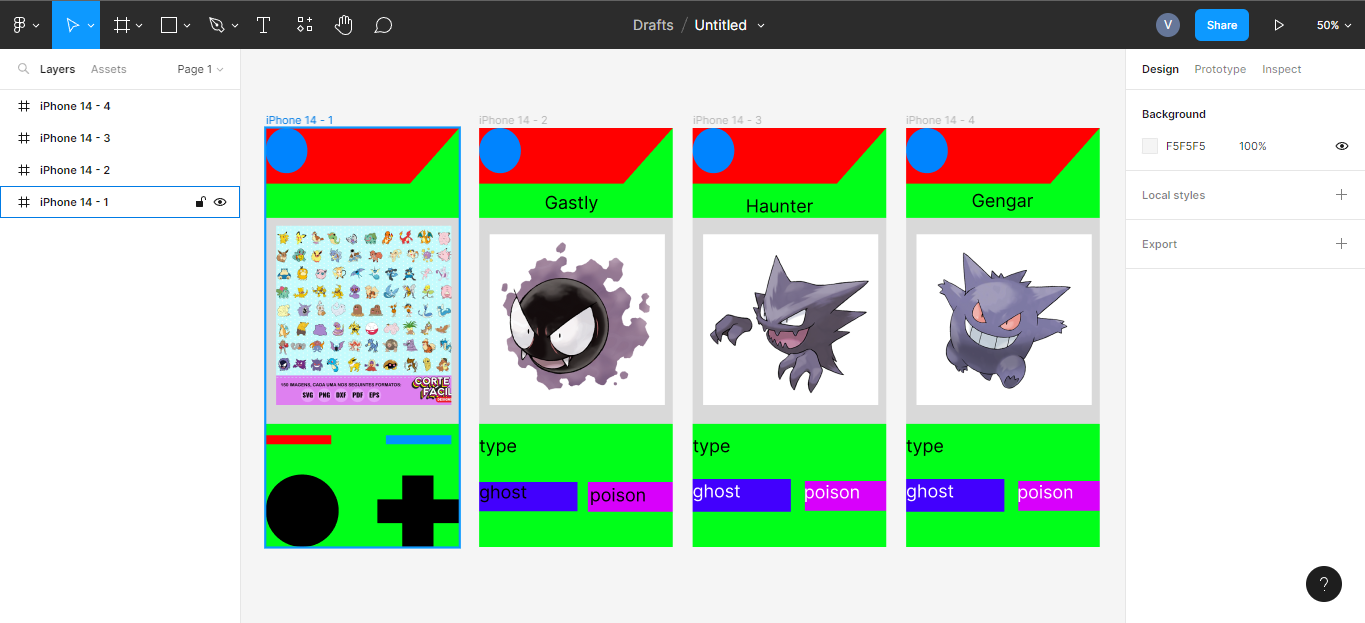 Drafts / Untitled
V
Share
50%
Layers
Assets
Page 1
iPhone 14 - 4
iPhone 14 - 3
iPhone 14 - 2
iPhone 14 - 1
iPhone 14 - 1
100 IMAGENS, CADA UMA NOS SEGUINTES FORMATOS:
SVG PNG DXF PDF EPS
CORTE
FACIL
DESIGN
iPhone 14 - 2
Gastly
type
ghost
poison
iPhone 14 - 3
Haunter
type
ghost
poison
iPhone 14 - 4
Gengar
type
ghost
poison
Design
Prototype
Inspect
Background
F5F5F5
100%
Local styles
Export
?